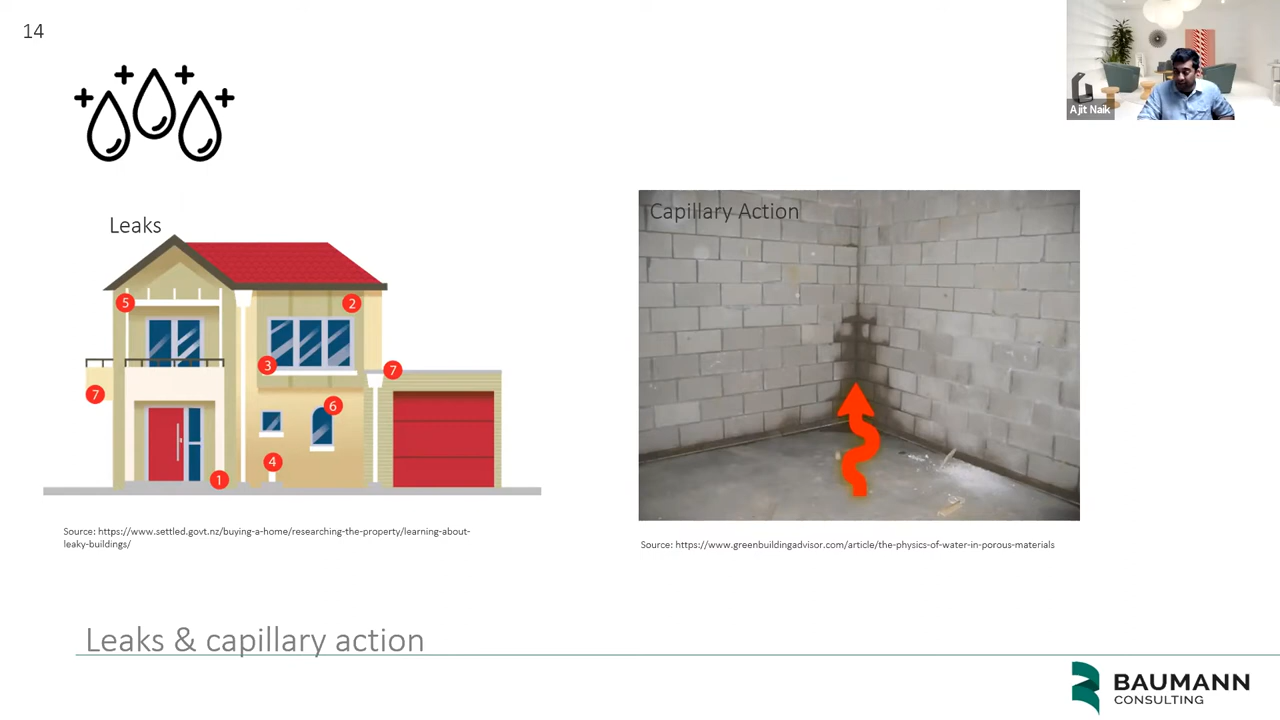 14
Ajit Naik
Leaks
5
2
3
7
7
6
4
1
Source: https://www.settled.govt.nz/buying-a-home/researching-the-property/learning-about-
leaky-buildings/
Capillary Action
Source: https://www.greenbuildingadvisor.com/article/the-physics-of-water-in-porous-materials
Leaks & capillary action
BAUMANN
CONSULTING